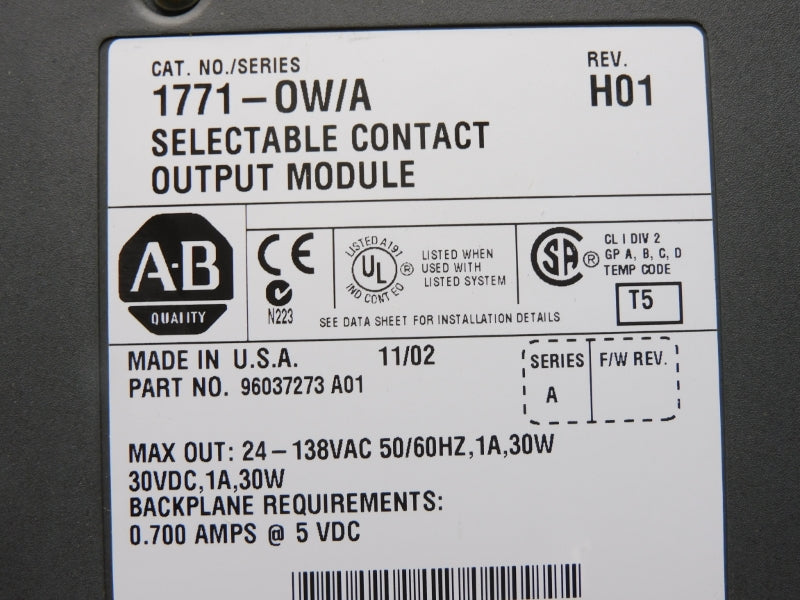 CAT. NO./SERIES
REV.
1771-OW/A
H01
SELECTABLE CONTACT
OUTPUT MODULE
A-B
QUALITY
CE
N223
LISTED A191
UL
®
IND CONT EQ
LISTED WHEN
USED WITH
LISTED SYSTEM
SA ®
CL I DIV 2
GP A, B, C, D
TEMP CODE
T5
SEE DATA SHEET FOR INSTALLATION DETAILS
MADE IN U.S.A. 11/02
PART NO. 96037273 A01
SERIES
A
F/W REV.
MAX OUT: 24-138VAC 50/60HZ,1A,30W
30VDC,1A,30W
BACKPLANE REQUIREMENTS:
0.700 AMPS @ 5 VDC